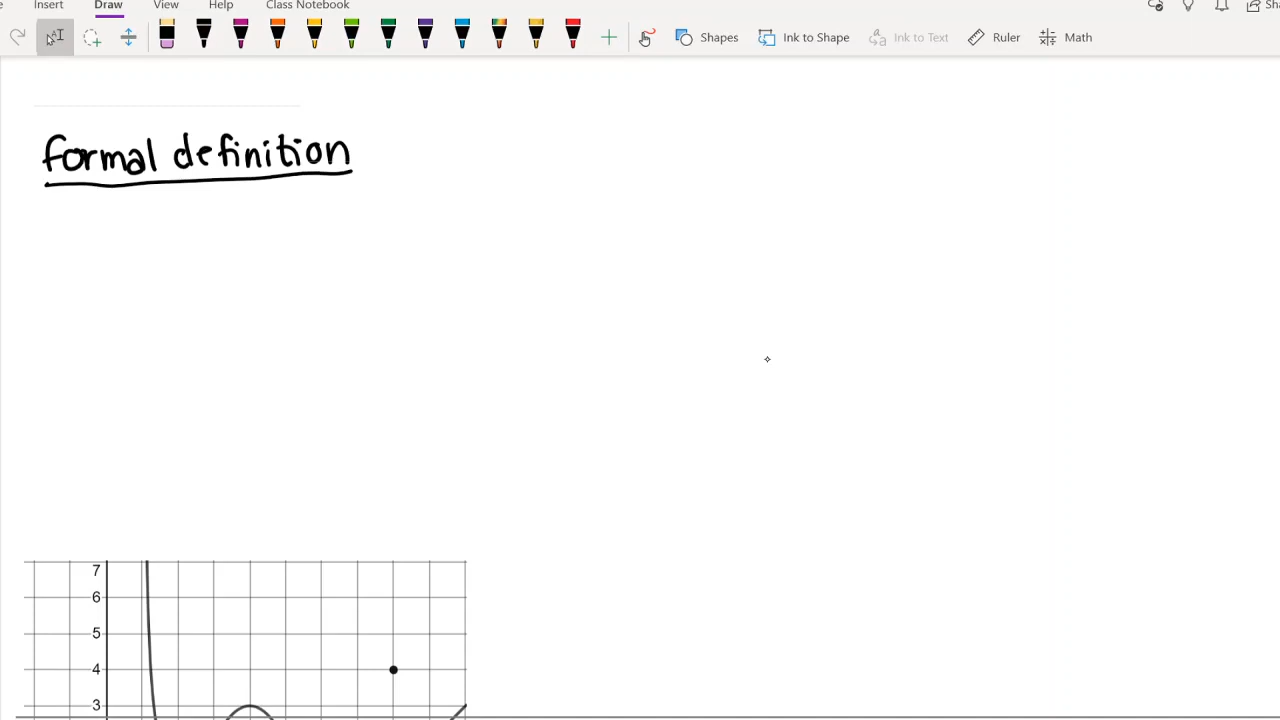 Insert Draw View Help Class Notebook
Shapes Ink to Shape Ink to Text Ruler Math
formal definition
7
6
5
4
3